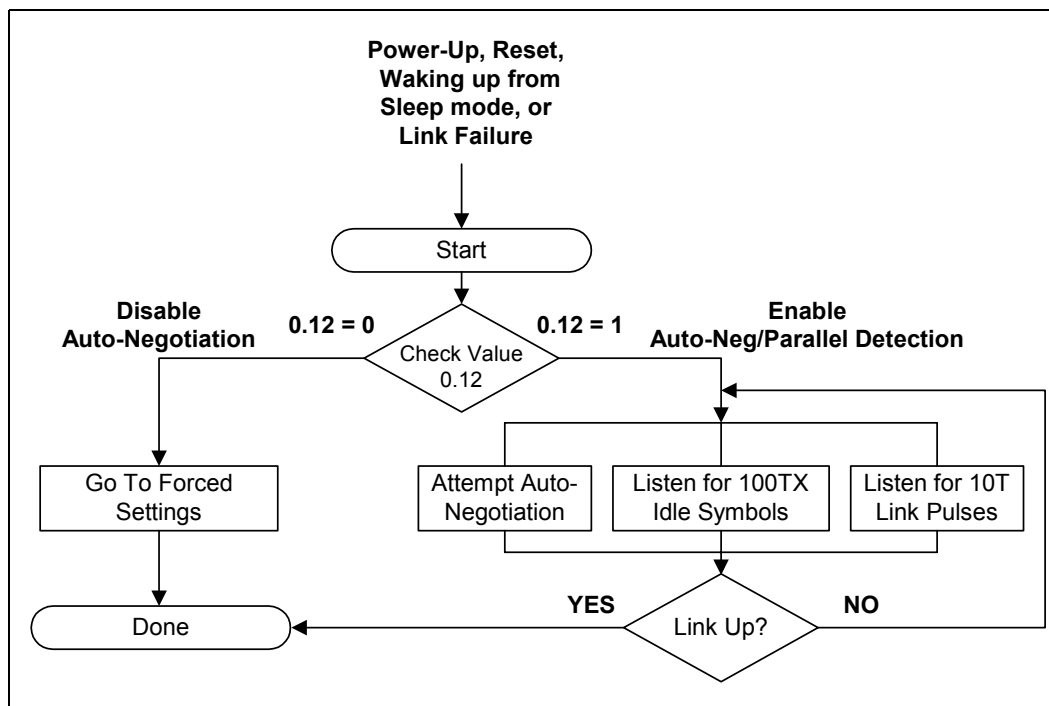 Power-Up, Reset,
Waking up from
Sleep mode, or
Link Failure
Start
Disable
Auto-Negotiation
0.12 = 0
0.12 = 1
Enable
Auto-Neg/Parallel Detection
Check Value
0.12
Go To Forced
Settings
Attempt Auto-
Negotiation
Listen for 100TX
Idle Symbols
Listen for 10T
Link Pulses
Done
YES
Link Up?
NO